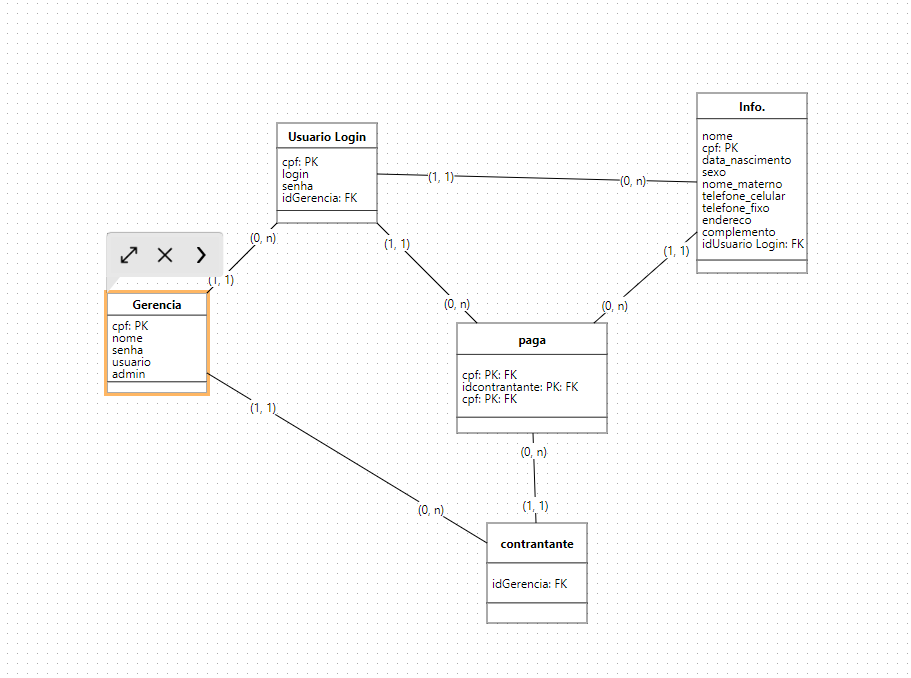 Info.
nome
cpf: PK
data_nascimento
sexo
nome_materno
telefone_celular
telefone_fixo
endereco
complemento
idUsuario Login: FK
Usuario Login
cpf: PK
login
senha
idGerencia: FK
(1, 1)
(0, n)
(0, n)
(1, 1)
(1, 1)
(1, 1)
Gerencia
cpf: PK
nome
senha
usuario
admin
(0, n)
(0, n)
paga
cpf: PK: FK
idcontrantante: PK: FK
cpf: PK: FK
(1, 1)
(0, n)
(0, n)
(1, 1)
contrantante
idGerencia: FK